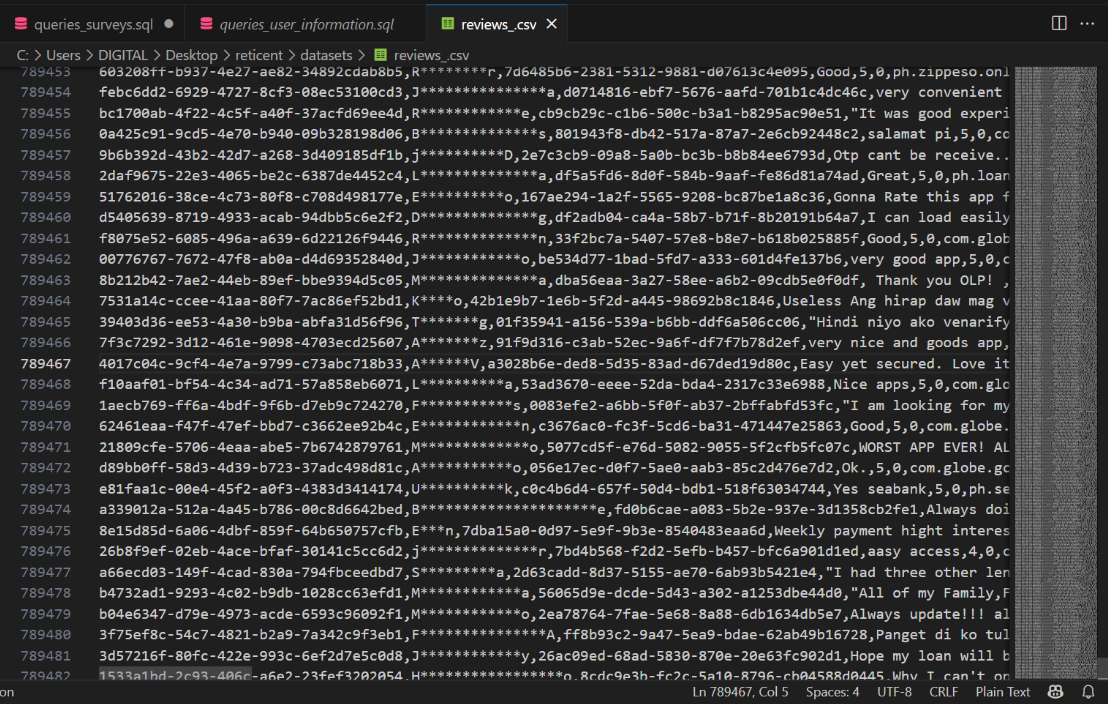 queries_surveys.sql
queries_user_information.sql
reviews_.csv
C: > Users > DIGITAL > Desktop > reticent > datasets > reviews_.csv
789453 603208ff-b937-4e27-ae82-34892cdab8b5,R********r,7d6485b6-2381-5312-9881-d07613c4e095,Good,5,0,ph.zippeso.onl
789454 febc6dd2-6929-4727-8cf3-08ec53100cd3,J***************a,d0714816-ebf7-5676-aafd-701b1c4dc46c,very convenient
789455 bc1700ab-4f22-4c5f-a40f-37acfd69ee4d,R*************e,cb9cb29c-c1b6-500c-b3a1-b8295ac90e51,"It was good experi
789456 0a425c91-9cd5-4e70-b940-09b328198d06,B**************s,801943f8-db42-517a-87a7-2e6cb92448c2,salamat pi,5,0,co
789457 9b6b392d-43b2-42d7-a268-3d409185df1b,j**********D,2e7c3cb9-09a8-5a0b-bc3b-b8b84ee6793d,Otp cant be receive..
789458 2daf9675-22e3-4065-be2c-6387de4452c4,L**************a,df5a5fd6-8d0f-584b-9aaf-fe86d81a74ad,Great,5,0,ph.loan
789459 51762016-38ce-4c73-80f8-c708d498177e,E***********o,167ae294-1a2f-5565-9208-bc87be1a8c36,Gonna Rate this app f
789460 d5405639-8719-4933-acab-94dbb5c6e2f2,D***************g,df2adb04-ca4a-58b7-b71f-8b20191b64a7,I can load easily
789461 f8075e52-6085-496a-a639-6d22126f9446,R**************n,33f2bc7a-5407-57e8-b8e7-b618b025885f,Good,5,0,com.glob
789462 00776767-7672-47f8-ab0a-d4d69352840d,J************o,be534d77-1bad-5fd7-a333-601d4fe137b6,very good app,5,0,c
789463 8b212b42-7ae2-44eb-89ef-bbe9394d5c05,M**************a,dba56eaa-3a27-58ee-a6b2-09cdb5e0f0df, Thank you OLP! ,
789464 7531a14c-ccee-41aa-80f7-7ac86ef52bd1,K****o,42b1e9b7-1e6b-5f2d-a445-98692b8c1846,Useless Ang hirap daw mag v
789465 39403d36-ee53-4a30-b9ba-abfa31d56f96,T*******g,01f35941-a156-539a-b6bb-ddf6a506cc06,"Hindi niyo ako venarify
789466 7f3c7292-3d12-461e-9098-4703ecd25607,A*******z,91f9d316-c3ab-52ec-9a6f-df7f7b78d2ef,very nice and goods app,
789467 4017c04c-9cf4-4e7a-9799-c73abc718b33,A******V,a3028b6e-ded8-5d35-83ad-d67ded19d80c,Easy yet secured. Love it
789468 f10aaf01-bf54-4c34-ad71-57a858eb6071,L**********a,53ad3670-eeee-52da-bda4-2317c33e6988,Nice apps,5,0,com.glo
789469 1aecb769-ff6a-4bdf-9f6b-d7eb9c724270,F***********s,0083efe2-a6bb-5f0f-ab37-2bffabfd53fc,"I am looking for my
789470 62461eaa-f47f-47ef-bbd7-c3662ee92b4c,E*************n,c3676ac0-fc3f-5cd6-ba31-471447e25863,Good,5,0,com.globe.
789471 21809cfe-5706-4eaa-abe5-7b6742879761,M*************o,5077cd5f-e76d-5082-9055-5f2cfb5fc07c,WORST APP EVER! AL
789472 d89bb0ff-58d3-4d39-b723-37adc498d81c,A***********o,056e17ec-d0f7-5ae0-aab3-85c2d476e7d2,Ok.,5,0,com.globe.gc
789473 e81faa1c-00e4-45f2-a0f3-4383d3414174,U**********k,c0c4b6d4-657f-50d4-bdb1-518f63034744,Yes seabank,5,0,ph.se
789474 a339012a-512a-4a45-b786-00c8d6642bed,B*********************e,fd0b6cae-a083-5b2e-937e-3d1358cb2fe1,Always doi
789475 8e15d85d-6a06-4dbf-859f-64b650757cfb,E***n,7dba15a0-0d97-5e9f-9b3e-8540483eaa6d,Weekly payment hight interes
789476 26b8f9ef-02eb-4ace-bfaf-30141c5cc6d2,j**************r,7bd4b568-f2d2-5efb-b457-bfc6a901d1ed,aasy access,4,0,c
789477 a66ecd03-149f-4cad-830a-794fbceedbd7,S*********a,2d63cadd-8d37-5155-ae70-6ab93b5421e4,"I had three other len
789478 b4732ad1-9293-4c02-b9db-1028cc63efd1,M************a,56065d9e-dcde-5d43-a302-a1253dbe44d0,"All of my Family,F
789479 b04e6347-d79e-4973-acde-6593c96092f1,M*************o,2ea78764-7fae-5e68-8a88-6db1634db5e7,Always update!!! al
789480 3f75ef8c-54c7-4821-b2a9-7a342c9f3eb1,F***************A,ff8b93c2-9a47-5ea9-bdae-62ab49b16728,Panget di ko tul
789481 3d57216f-80fc-422e-993c-6ef2d7e5c0d8,J************y,26ac09ed-68ad-5830-870e-20e63fc902d1,Hope my loan will b
789482 1533a1bd-2c93-406c-a6e2-23fef3202054,H*****************o,8cdc9e3b-fc2c-5a10-8796-cb04588d0445,Why I can't on
on
Ln 789467, Col 5
Spaces: 4
UTF-8
CRLF
Plain Text